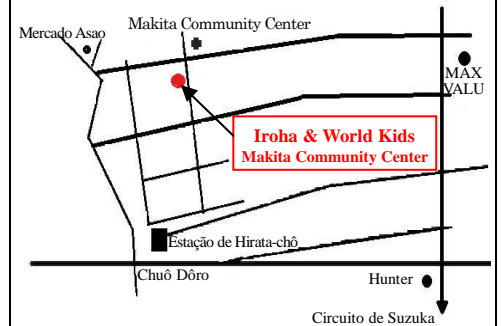 Makita Community Center
Mercado Asao
MAX
VALU
Iroha & World Kids
Makita Community Center
Estação de Hirata-chô
Chuô Dôro
Hunter
Circuito de Suzuka